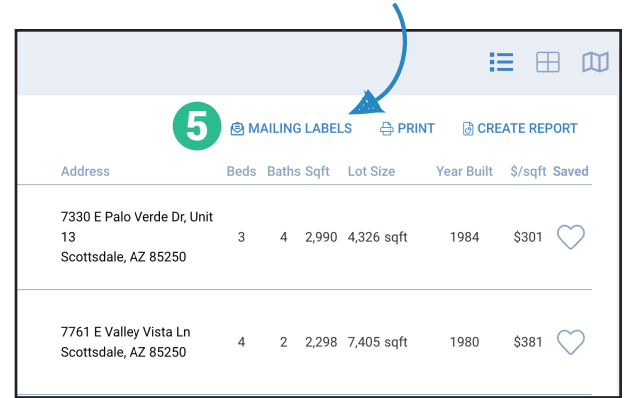 5 MAILING LABELS PRINT CREATE REPORT
Address Beds Baths Sqft Lot Size Year Built $/sqft Saved
7330 E Palo Verde Dr, Unit
13
Scottsdale, AZ 85250
3 4 2,990 4,326 sqft 1984 $301
7761 E Valley Vista Ln
Scottsdale, AZ 85250
4 2 2,298 7,405 sqft 1980 $381